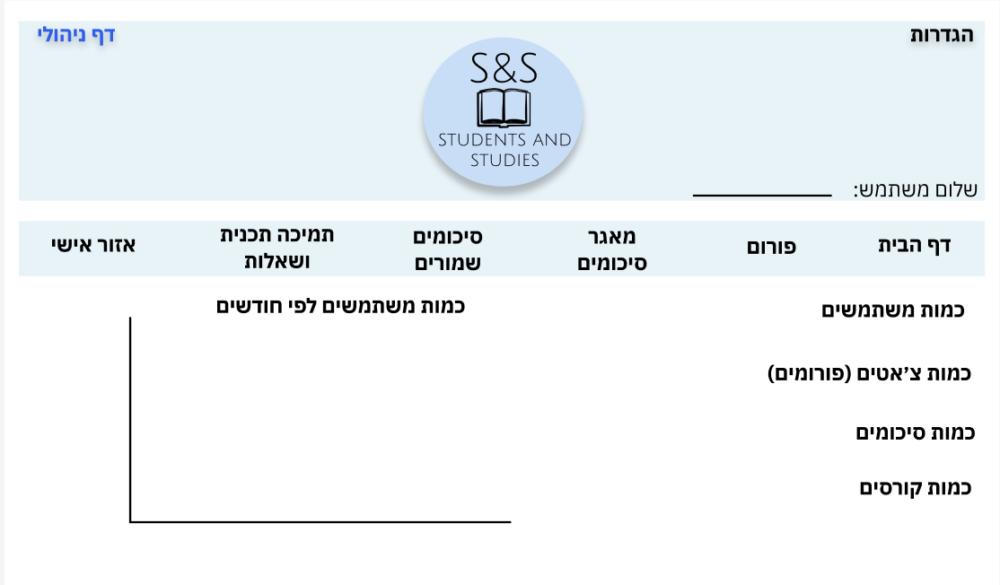 הגדרות
דף ניהולי
S&S
STUDENTS AND
STUDIES
שלום משתמש:
דף הבית
פורום
מאגר
סיכומים
סיכומים
שמורים
תמיכה תכנית
ושאלות
אזור אישי
כמות משתמשים
כמות צ'אטים (פורומים)
כמות סיכומים
כמות קורסים
כמות משתמשים לפי חודשים